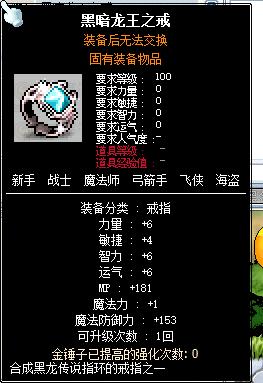 黑暗龙王之戒
装备后无法交换
固有装备物品
要求等级： 100
要求力量： 0
要求敏捷： 0
要求智力： 0
要求运气： 0
要求人气度： -
道具等级： -
道具经验值： -
新手 战士 魔法师 弓箭手 飞侠 海盗
装备分类 ： 戒指
力量 ： +6
敏捷 ： +4
智力 ： +6
运气 ： +6
MP ： +181
魔法力 ： +1
魔法防御力 ： +153
可升级次数 ： 1回
金锤子已提高的强化次数: 0
合成黑龙传说指环的戒指之一